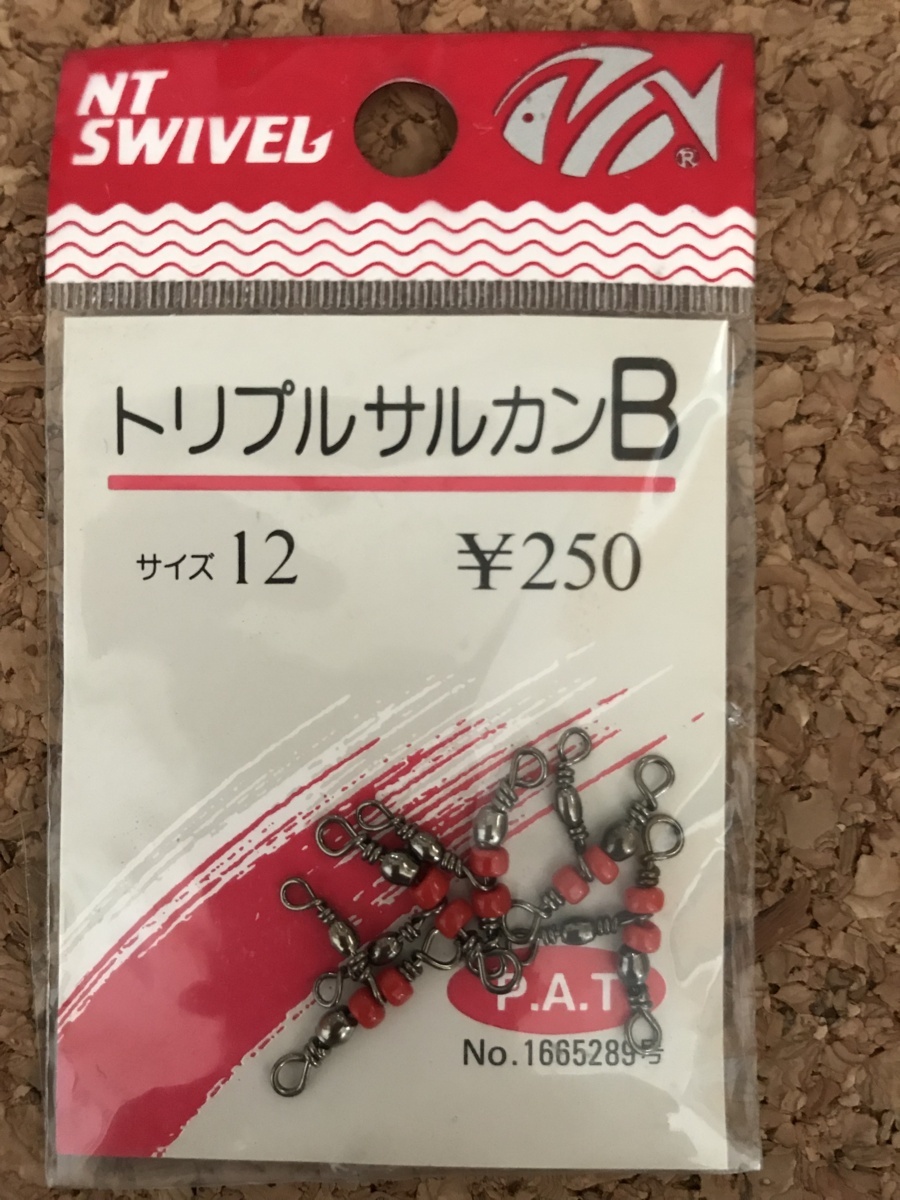 NT
SWIVEL
®
トリプルサルカンB
サイズ 12 ¥250
P.A.T
No.1665289号